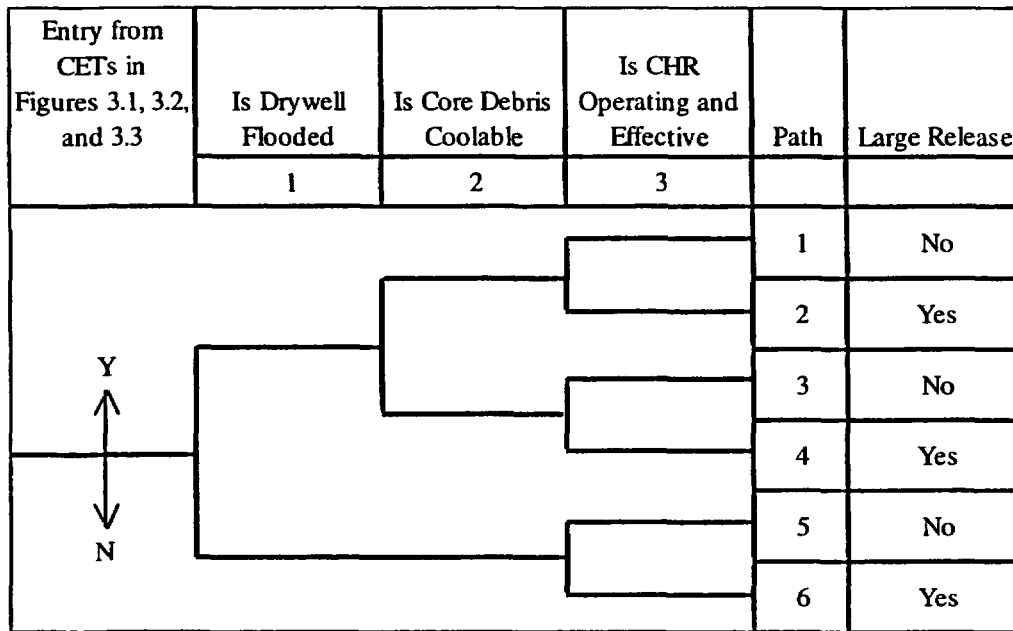 Entry from
CETs in
Figures 3.1, 3.2,
and 3.3
Is Drywell
Flooded
Is Core Debris
Coolable
Is CHR
Operating and
Effective
Path
Large Release
1
2
3
1
No
2
Yes
Y
3
No
4
Yes
N
5
No
6
Yes